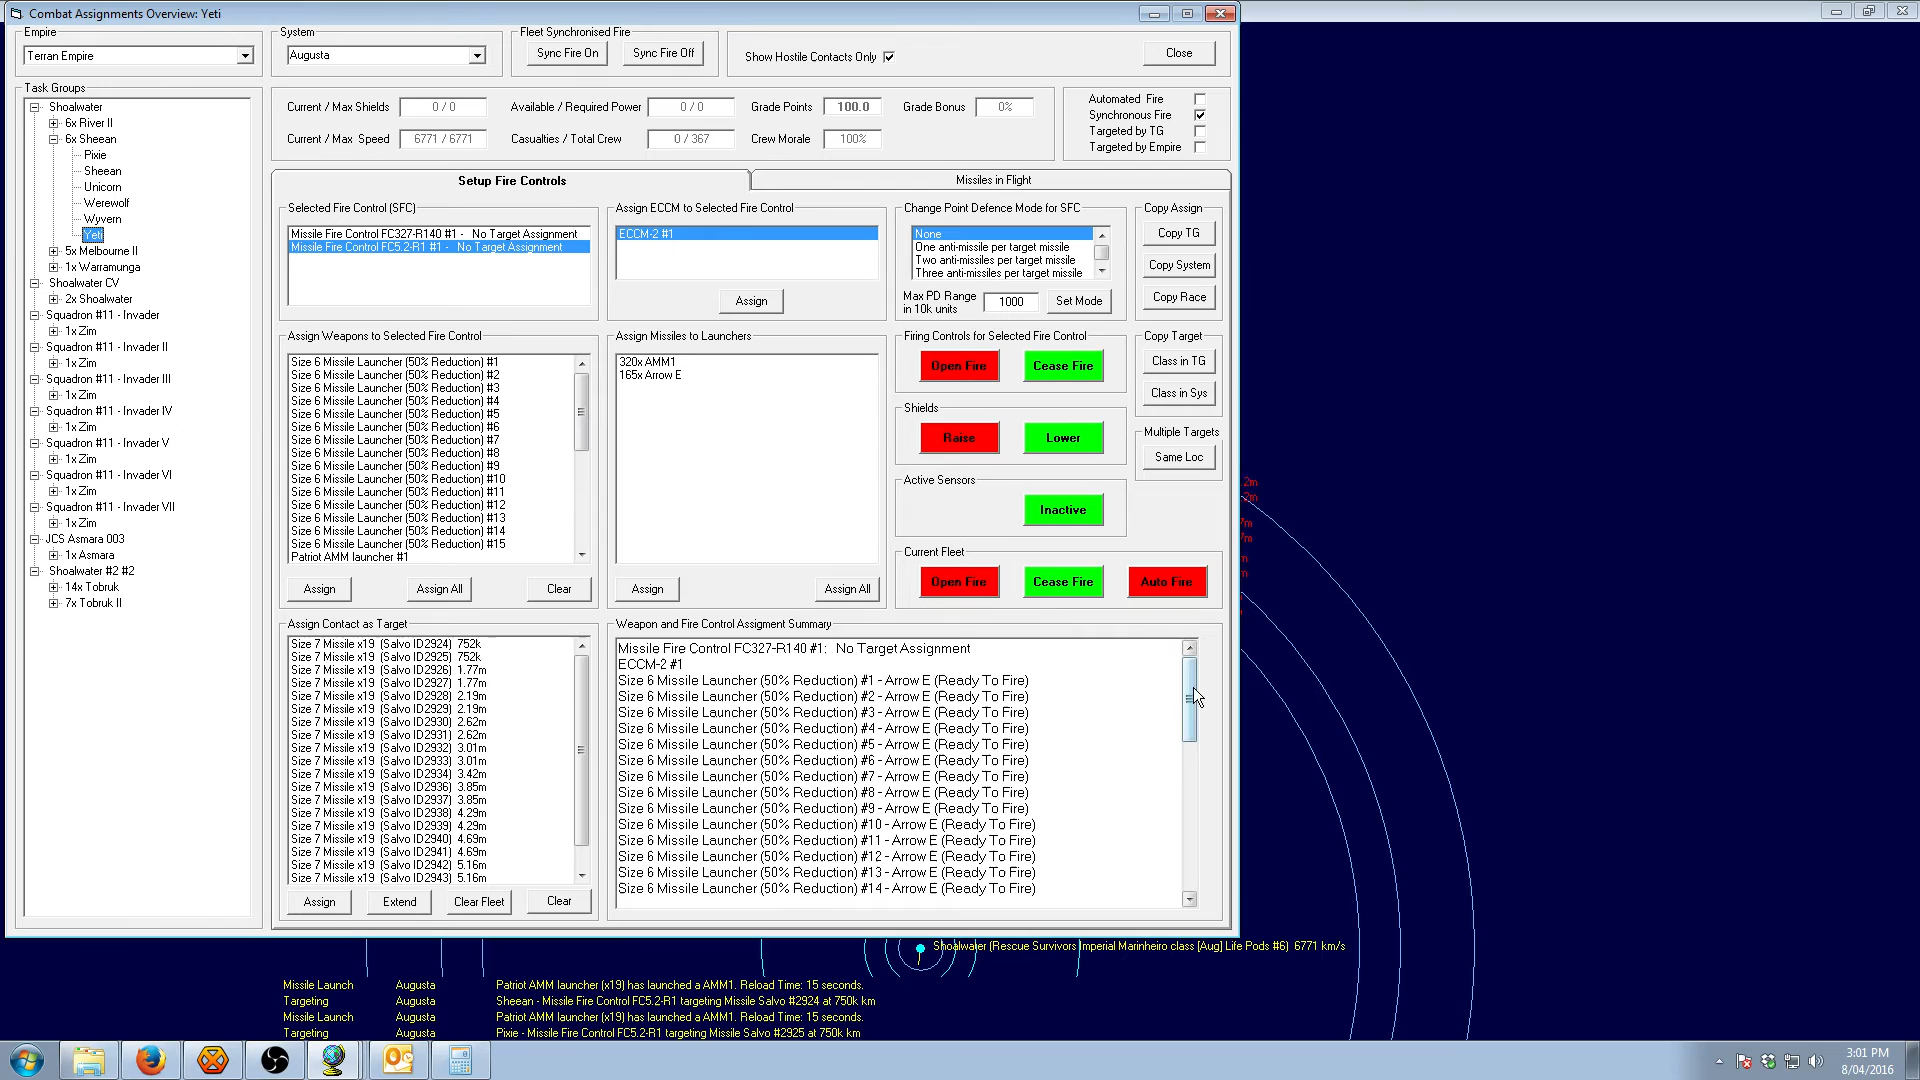 Combat Assignments Overview: Yeti
Empire
Terran Empire
System
Augusta
Fleet Synchronised Fire
Sync Fire On
Sync Fire Off
Show Hostile Contacts Only
Close
Task Groups
Shoalwater
6x River II
6x Sheean
Pixie
Sheean
Unicorn
Werewolf
Wyvern
Yeti
5x Melbourne II
1x Warramunga
Shoalwater CV
2x Shoalwater
Squadron #11 - Invader
1x Zim
Squadron #11 - Invader II
1x Zim
Squadron #11 - Invader III
1x Zim
Squadron #11 - Invader IV
1x Zim
Squadron #11 - Invader V
1x Zim
Squadron #11 - Invader VI
1x Zim
Squadron #11 - Invader VII
1x Zim
JCS Asmara 003
1x Asmara
Shoalwater #2 #2
14x Tobruk
7x Tobruk II
Current / Max Shields 0 / 0
Available / Required Power 0 / 0
Grade Points 100.0
Grade Bonus 0%
Current / Max Speed 6771 / 6771
Casualties / Total Crew 0 / 367
Crew Morale 100%
Automated Fire
Synchronous Fire
Targeted by TG
Targeted by Empire
Setup Fire Controls
Missiles in Flight
Selected Fire Control (SFC)
Missile Fire Control FC327-R140 #1 - No Target Assignment
Missile Fire Control FC5.2-R1 #1 - No Target Assignment
Assign ECCM to Selected Fire Control
ECCM-2 #1
Assign
Change Point Defence Mode for SFC
None
One anti-missile per target missile
Two anti-missiles per target missile
Three anti-missiles per target missile
Max PD Range
in 10k units
1000
Set Mode
Copy Assign
Copy TG
Copy System
Copy Race
Assign Weapons to Selected Fire Control
Size 6 Missile Launcher (50% Reduction) #1
Size 6 Missile Launcher (50% Reduction) #2
Size 6 Missile Launcher (50% Reduction) #3
Size 6 Missile Launcher (50% Reduction) #4
Size 6 Missile Launcher (50% Reduction) #5
Size 6 Missile Launcher (50% Reduction) #6
Size 6 Missile Launcher (50% Reduction) #7
Size 6 Missile Launcher (50% Reduction) #8
Size 6 Missile Launcher (50% Reduction) #9
Size 6 Missile Launcher (50% Reduction) #10
Size 6 Missile Launcher (50% Reduction) #11
Size 6 Missile Launcher (50% Reduction) #12
Size 6 Missile Launcher (50% Reduction) #13
Size 6 Missile Launcher (50% Reduction) #14
Size 6 Missile Launcher (50% Reduction) #15
Patriot AMM launcher #1
Assign
Assign All
Clear
Assign Missiles to Launchers
320x AMM1
165x Arrow E
Assign
Assign All
Firing Controls for Selected Fire Control
Open Fire
Cease Fire
Shields
Raise
Lower
Active Sensors
Inactive
Current Fleet
Open Fire
Cease Fire
Auto Fire
Copy Target
Class in TG
Class in Sys
Multiple Targets
Same Loc
Assign Contact as Target
Size 7 Missile x19 (Salvo ID2924) 752k
Size 7 Missile x19 (Salvo ID2925) 752k
Size 7 Missile x19 (Salvo ID2926) 1.77m
Size 7 Missile x19 (Salvo ID2927) 1.77m
Size 7 Missile x19 (Salvo ID2928) 2.19m
Size 7 Missile x19 (Salvo ID2929) 2.19m
Size 7 Missile x19 (Salvo ID2930) 2.62m
Size 7 Missile x19 (Salvo ID2931) 2.62m
Size 7 Missile x19 (Salvo ID2932) 3.01m
Size 7 Missile x19 (Salvo ID2933) 3.01m
Size 7 Missile x19 (Salvo ID2934) 3.42m
Size 7 Missile x19 (Salvo ID2936) 3.85m
Size 7 Missile x19 (Salvo ID2937) 3.85m
Size 7 Missile x19 (Salvo ID2938) 4.29m
Size 7 Missile x19 (Salvo ID2939) 4.29m
Size 7 Missile x19 (Salvo ID2940) 4.69m
Size 7 Missile x19 (Salvo ID2941) 4.69m
Size 7 Missile x19 (Salvo ID2942) 5.16m
Size 7 Missile x19 (Salvo ID2943) 5.16m
Assign
Extend
Clear Fleet
Clear
Weapon and Fire Control Assigment Summary
Missile Fire Control FC327-R140 #1: No Target Assignment
ECCM-2 #1
Size 6 Missile Launcher (50% Reduction) #1 - Arrow E (Ready To Fire)
Size 6 Missile Launcher (50% Reduction) #2 - Arrow E (Ready To Fire)
Size 6 Missile Launcher (50% Reduction) #3 - Arrow E (Ready To Fire)
Size 6 Missile Launcher (50% Reduction) #4 - Arrow E (Ready To Fire)
Size 6 Missile Launcher (50% Reduction) #5 - Arrow E (Ready To Fire)
Size 6 Missile Launcher (50% Reduction) #6 - Arrow E (Ready To Fire)
Size 6 Missile Launcher (50% Reduction) #7 - Arrow E (Ready To Fire)
Size 6 Missile Launcher (50% Reduction) #8 - Arrow E (Ready To Fire)
Size 6 Missile Launcher (50% Reduction) #9 - Arrow E (Ready To Fire)
Size 6 Missile Launcher (50% Reduction) #10 - Arrow E (Ready To Fire)
Size 6 Missile Launcher (50% Reduction) #11 - Arrow E (Ready To Fire)
Size 6 Missile Launcher (50% Reduction) #12 - Arrow E (Ready To Fire)
Size 6 Missile Launcher (50% Reduction) #13 - Arrow E (Ready To Fire)
Size 6 Missile Launcher (50% Reduction) #14 - Arrow E (Ready To Fire)
Shoalwater (Rescue Survivors Imperial Marinheiro class [Aug] Life Pods #6) 6771 km/s
Missile Launch Augusta Patriot AMM launcher (x19) has launched a AMM1. Reload Time: 15 seconds.
Targeting Augusta Sheean - Missile Fire Control FC5.2-R1 targeting Missile Salvo #2924 at 750k km
Missile Launch Augusta Patriot AMM launcher (x19) has launched a AMM1. Reload Time: 15 seconds.
Targeting Augusta Pixie - Missile Fire Control FC5.2-R1 targeting Missile Salvo #2925 at 750k km
3:01 PM
8/04/2016